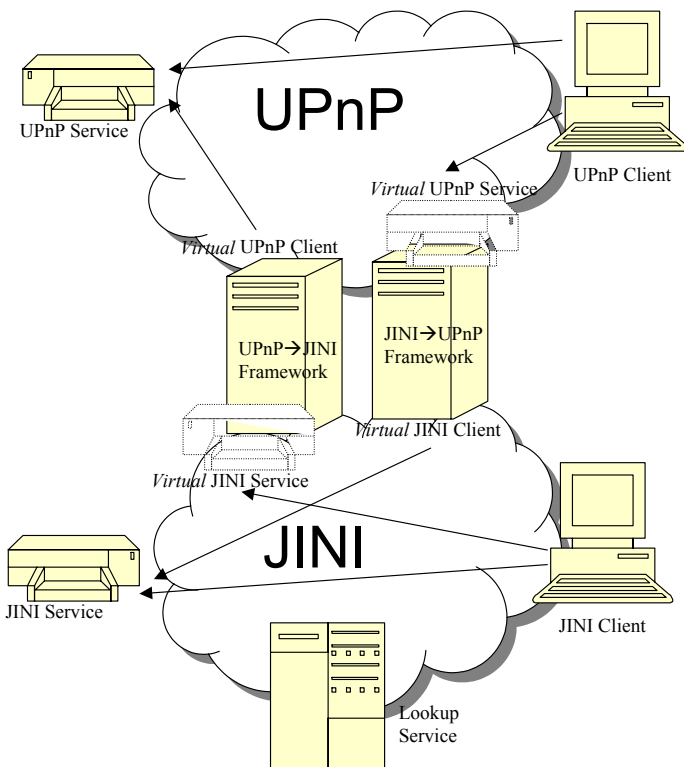 UPnP
UPnP Service
UPnP Client
Virtual UPnP Service
Virtual UPnP Client
UPnP→JINI
Framework
JINI→UPnP
Framework
Virtual JINI Client
Virtual JINI Service
JINI
JINI Service
JINI Client
Lookup
Service